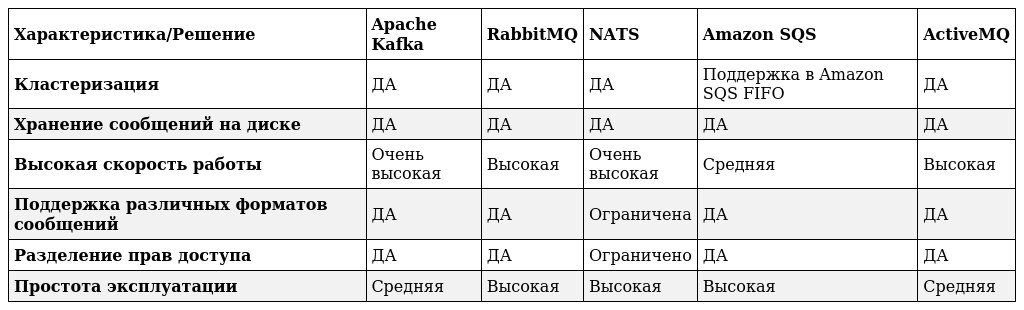 Характеристика/Решение
Apache
Kafka
RabbitMQ
NATS
Amazon SQS
ActiveMQ
Кластеризация
ДА
ДА
ДА
Поддержка в Amazon
SQS FIFO
ДА
Хранение сообщений на диске
ДА
ДА
ДА
ДА
ДА
Высокая скорость работы
Очень
высокая
Высокая
Очень
высокая
Средняя
Высокая
Поддержка различных форматов
сообщений
ДА
ДА
Ограничена
ДА
ДА
Разделение прав доступа
ДА
ДА
Ограничено
ДА
ДА
Простота эксплуатации
Средняя
Высокая
Высокая
Высокая
Средняя